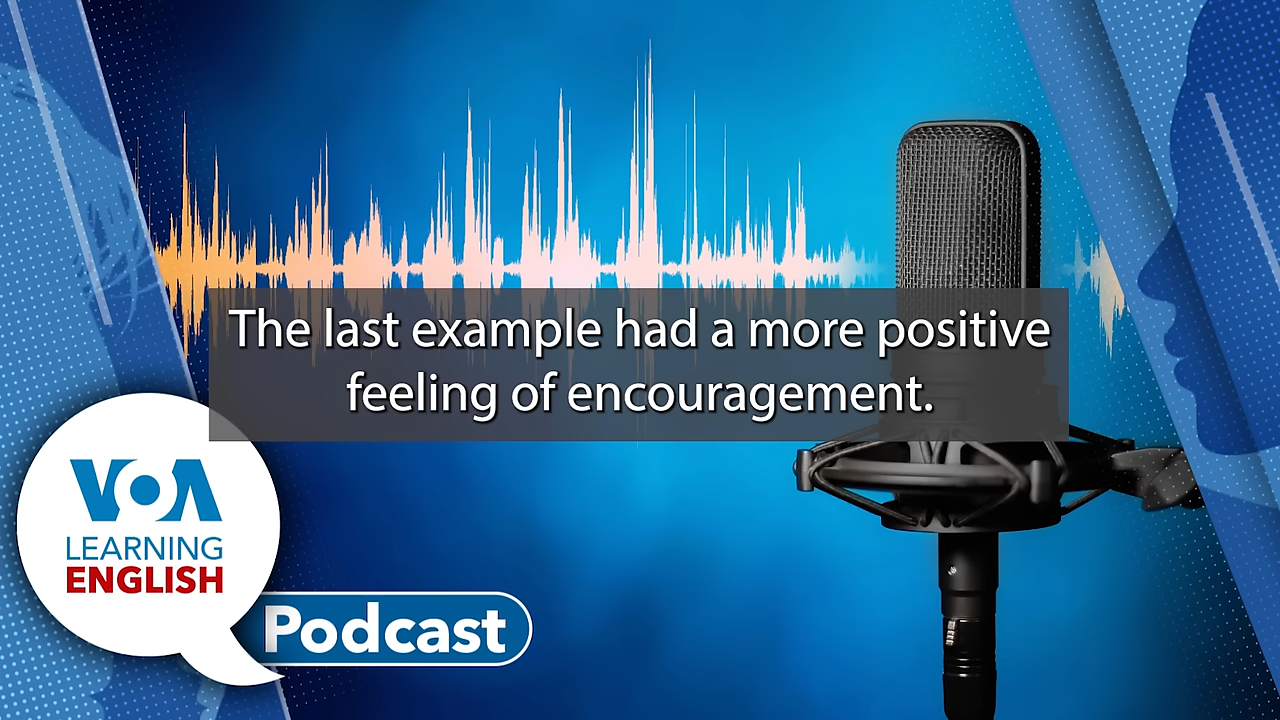 The last example had a more positive
feeling of encouragement.
VOA
LEARNING
ENGLISH
Podcast